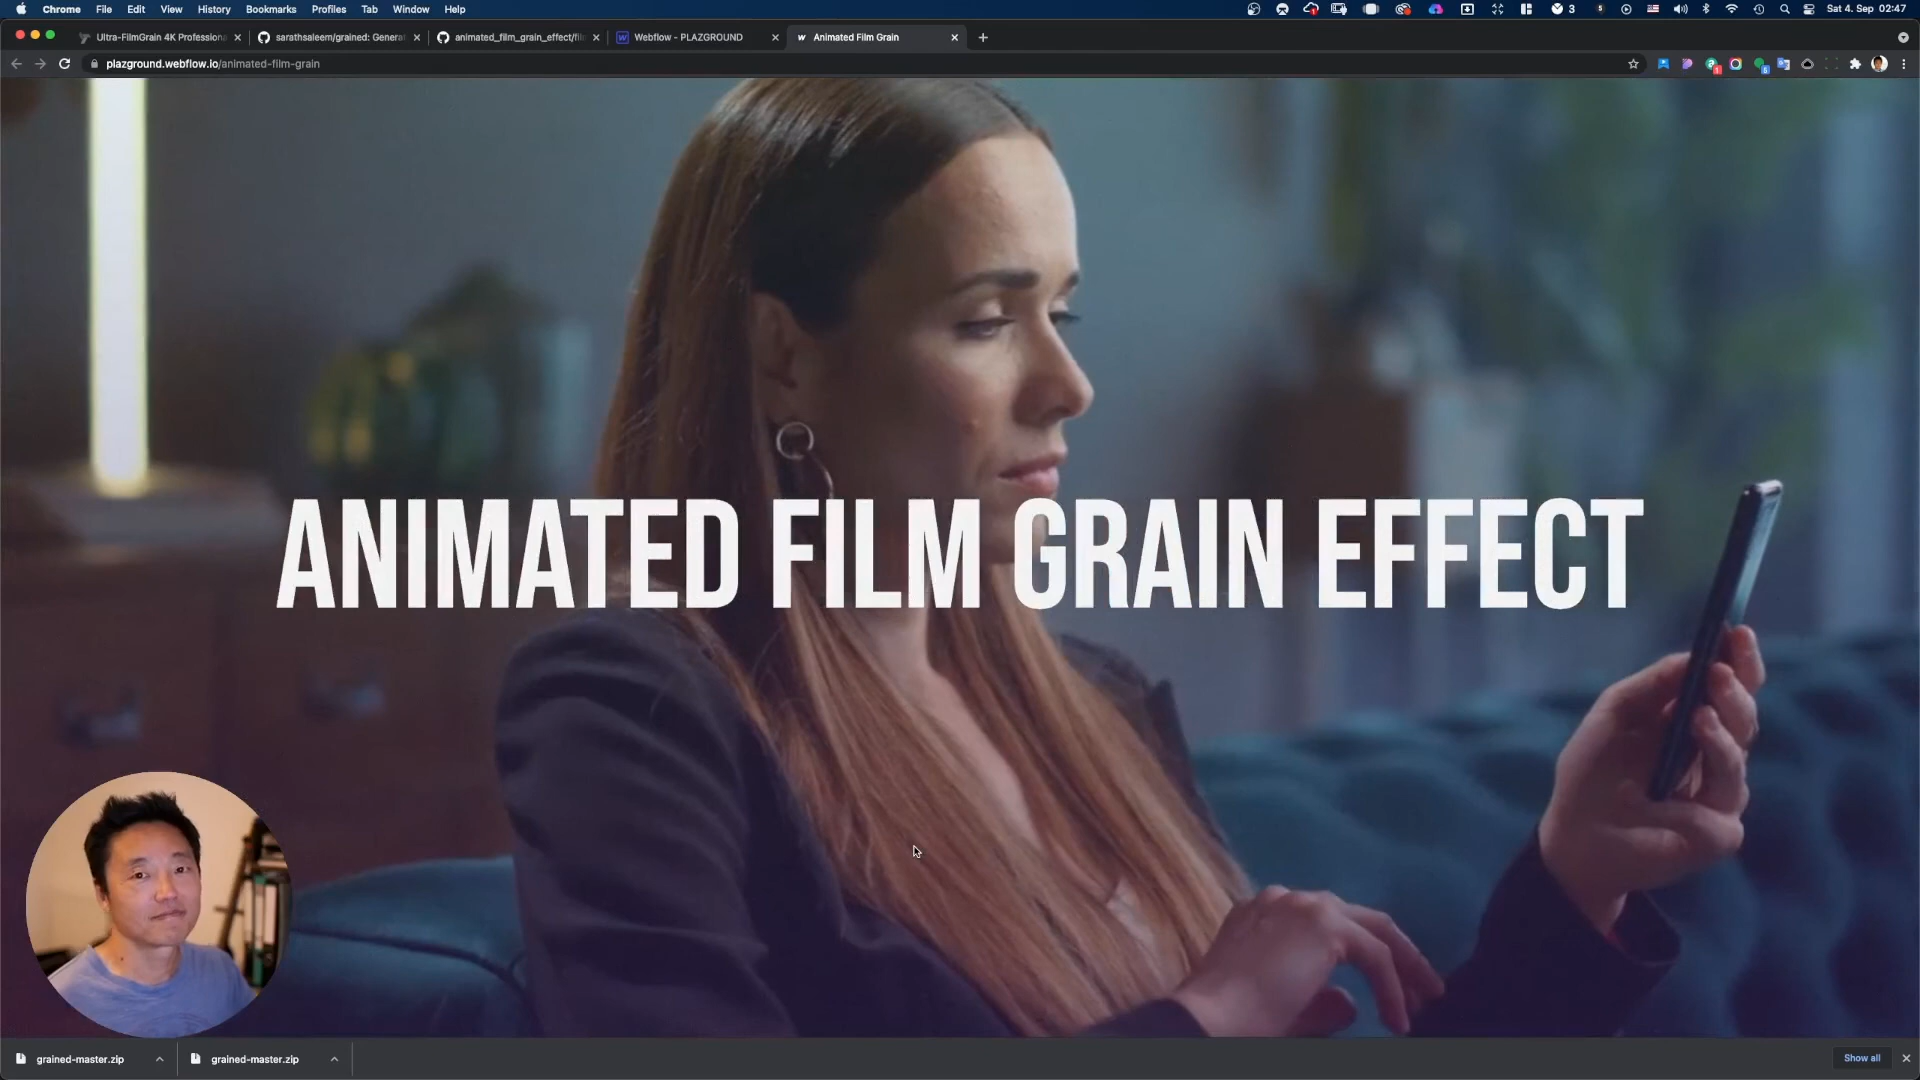 Chrome File Edit View History Bookmarks Profiles Tab Window Help 3 Sat 4. Sep 02:47
Ultra-FilmGrain 4K Professiona sarathsaleem/grained: Genera animated_film_grain_effect/fil Webflow - PLAZGROUND Animated Film Grain
plazground.webflow.io/animated-film-grain
ANIMATED FILM GRAIN EFFECT
grained-master.zip grained-master.zip Show all